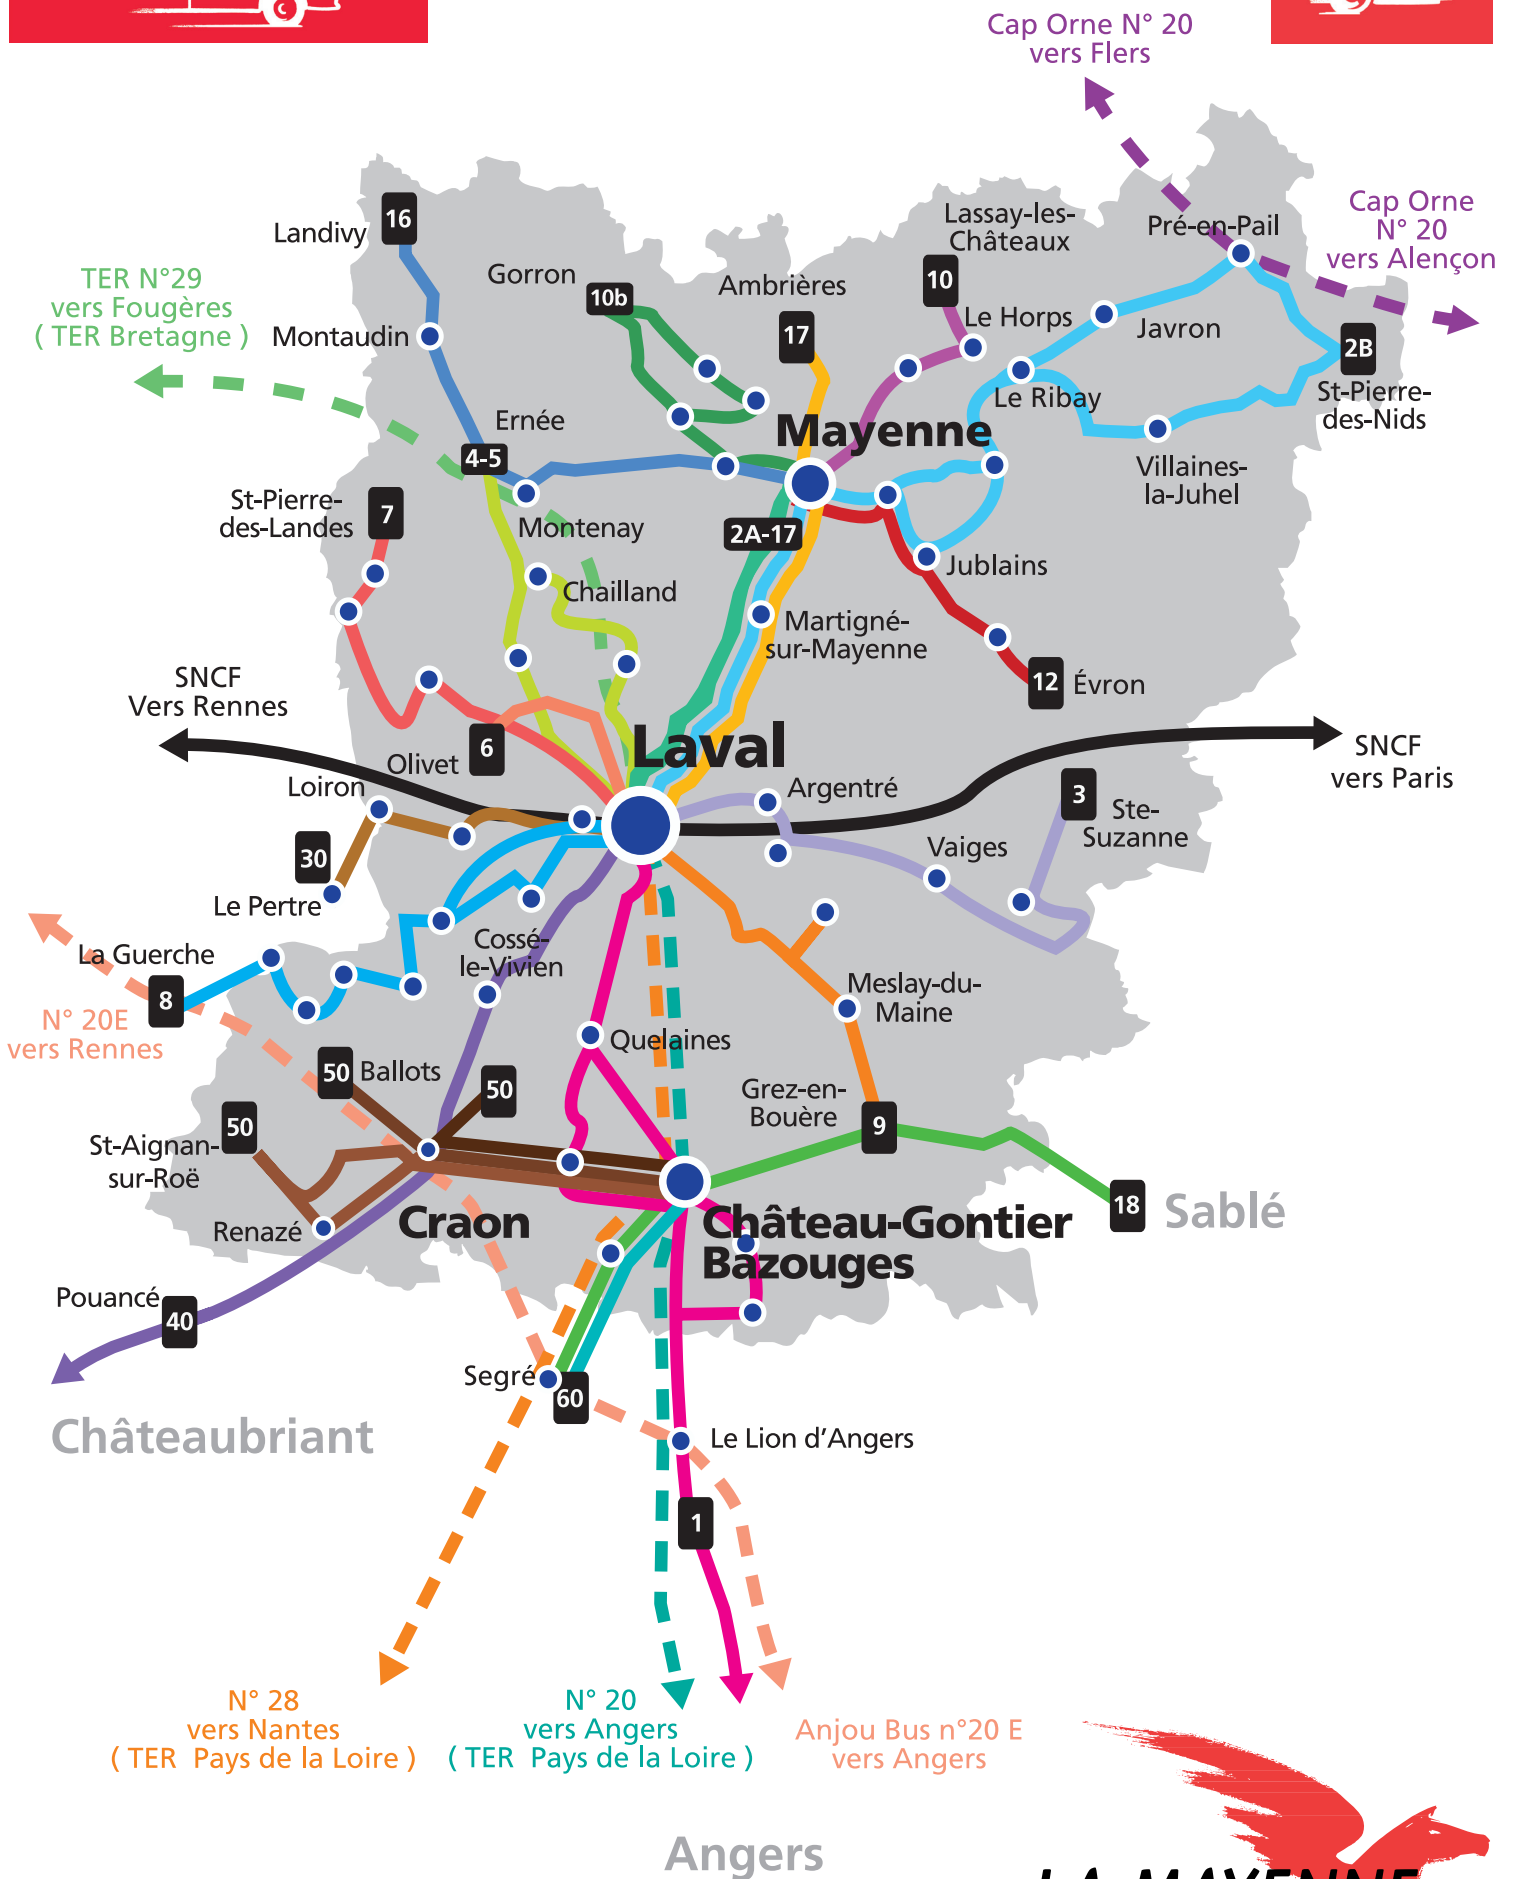 Cap Orne N° 20
vers Flers
Cap Orne
N° 20
vers Alençon
Lassay-les-
Châteaux
Pré-en-Pail
16
Landivy
TER N°29
vers Fougères
( TER Bretagne )
Gorron
10b
Ambrières
17
10
Le Horps
Javron
2B
St-Pierre-
des-Nids
Montaudin
Le Ribay
Ernée
4-5
Mayenne
Villaines-
la-Juhel
St-Pierre-
des-Landes
7
Montenay
2A-17
Jublains
Chailland
Martigné-
sur-Mayenne
12
Évron
SNCF
Vers Rennes
6
Olivet
Laval
SNCF
vers Paris
Loiron
Argentré
3
Ste-
Suzanne
30
Vaiges
Le Pertre
La Guerche
8
Cossé-
le-Vivien
N° 20E
vers Rennes
Meslay-du-
Maine
Quelaines
50
Ballots
50
50
St-Aignan-
sur-Roë
Grez-en-
Bouère
9
18
Sablé
Renazé
Craon
Château-Gontier
Bazouges
Pouancé
40
Segré
60
Châteaubriant
Le Lion d’Angers
1
N° 28
vers Nantes
( TER Pays de la Loire )
N° 20
vers Angers
( TER Pays de la Loire )
Anjou Bus n°20 E
vers Angers
Angers
LA MAYENNE